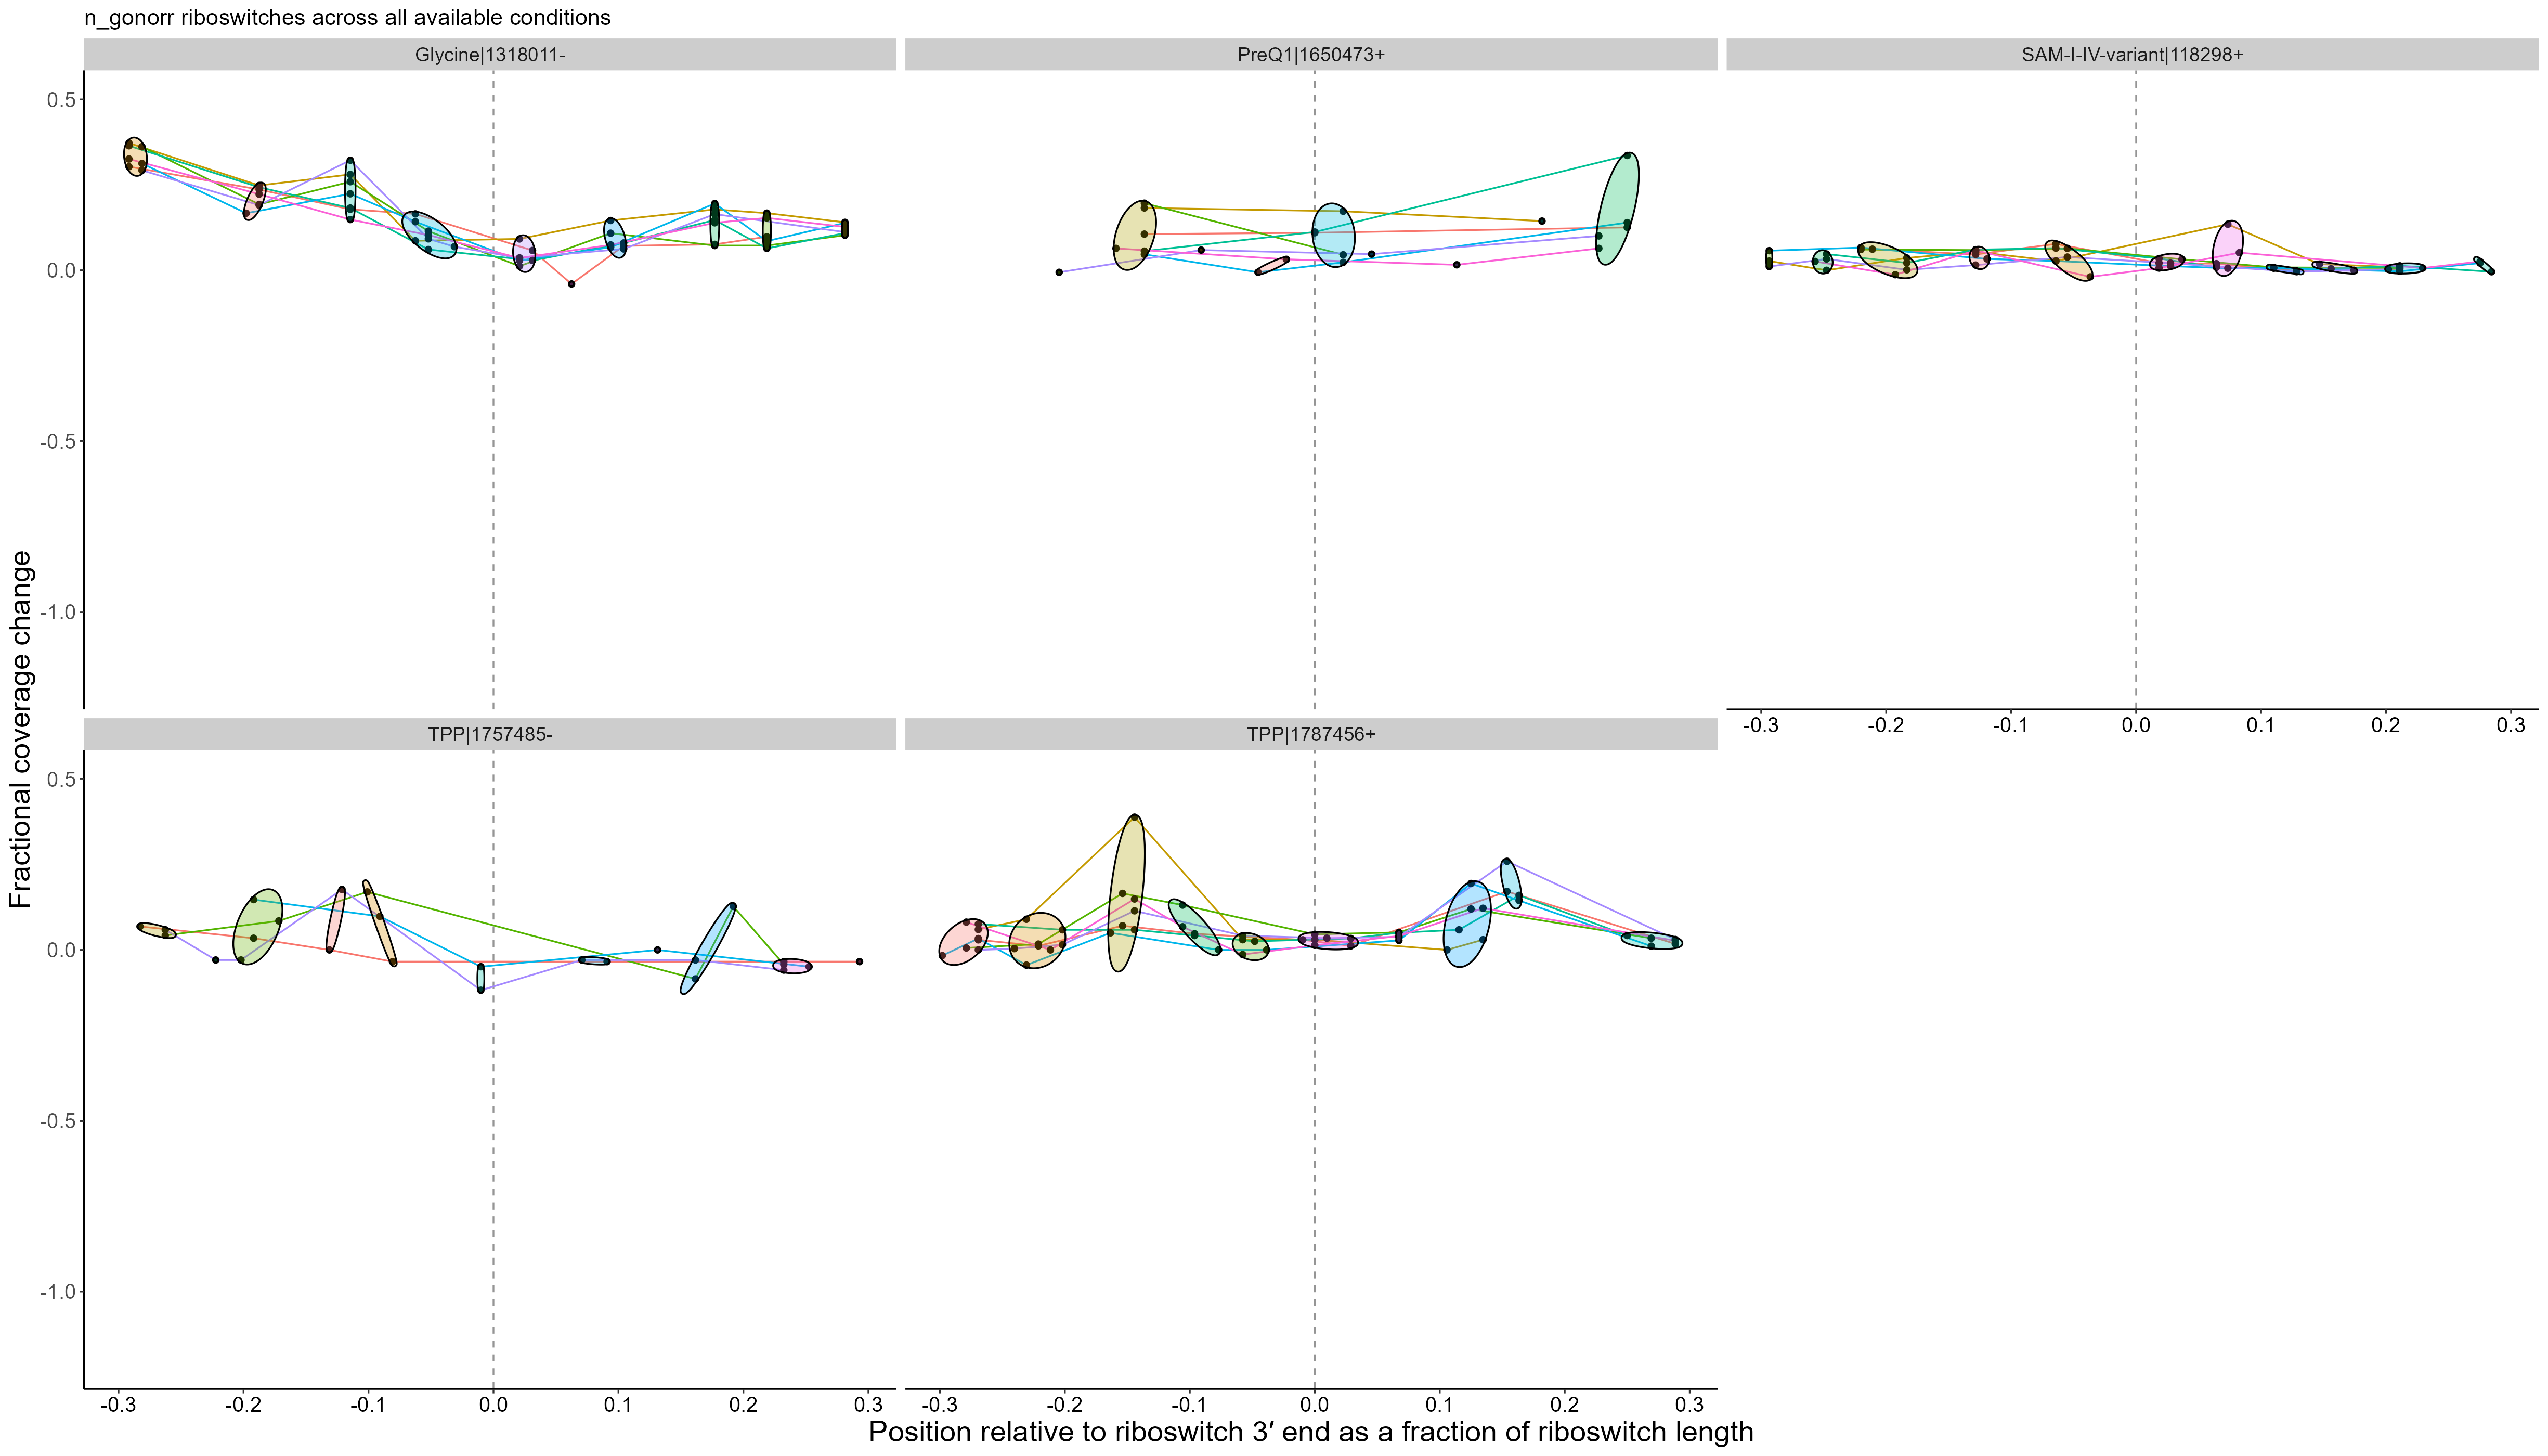 n_gonorr riboswitches across all available conditions
Glycine|1318011-
PreQ1|1650473+
SAM-I-IV-variant|118298+
0.5
0.0
-0.5
-1.0
-0.3 -0.2 -0.1 0.0 0.1 0.2 0.3
TPP|1757485-
TPP|1787456+
0.5
0.0
-0.5
-1.0
-0.3 -0.2 -0.1 0.0 0.1 0.2 0.3
-0.3 -0.2 -0.1 0.0 0.1 0.2 0.3
Fractional coverage change
Position relative to riboswitch 3′ end as a fraction of riboswitch length